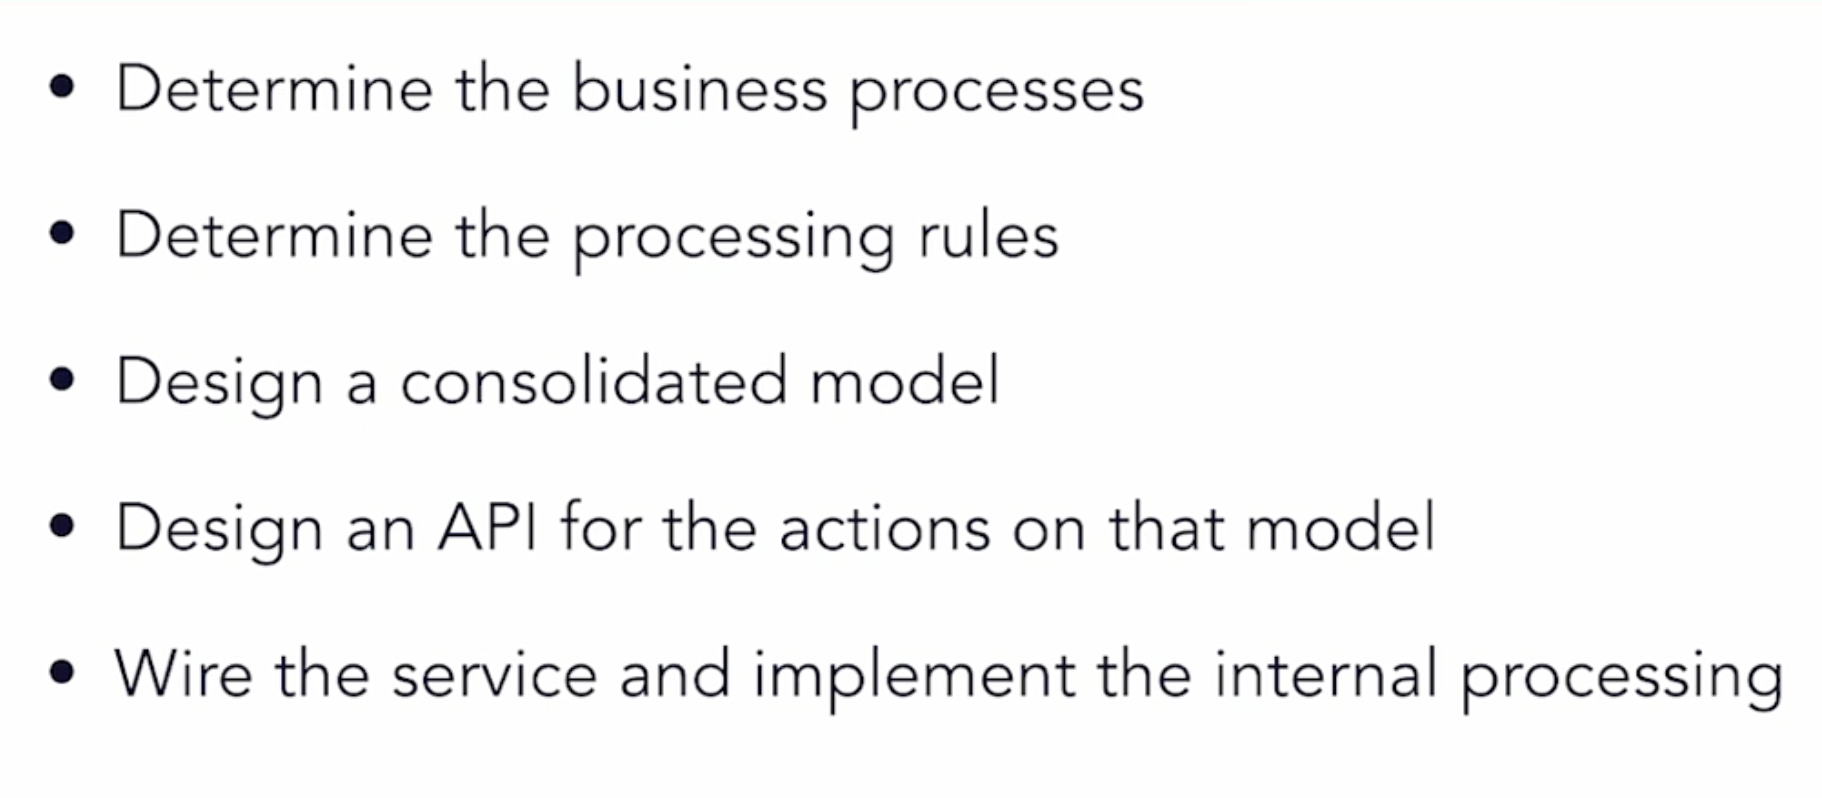 • Determine the business processes
• Determine the processing rules
• Design a consolidated model
• Design an API for the actions on that model
• Wire the service and implement the internal processing